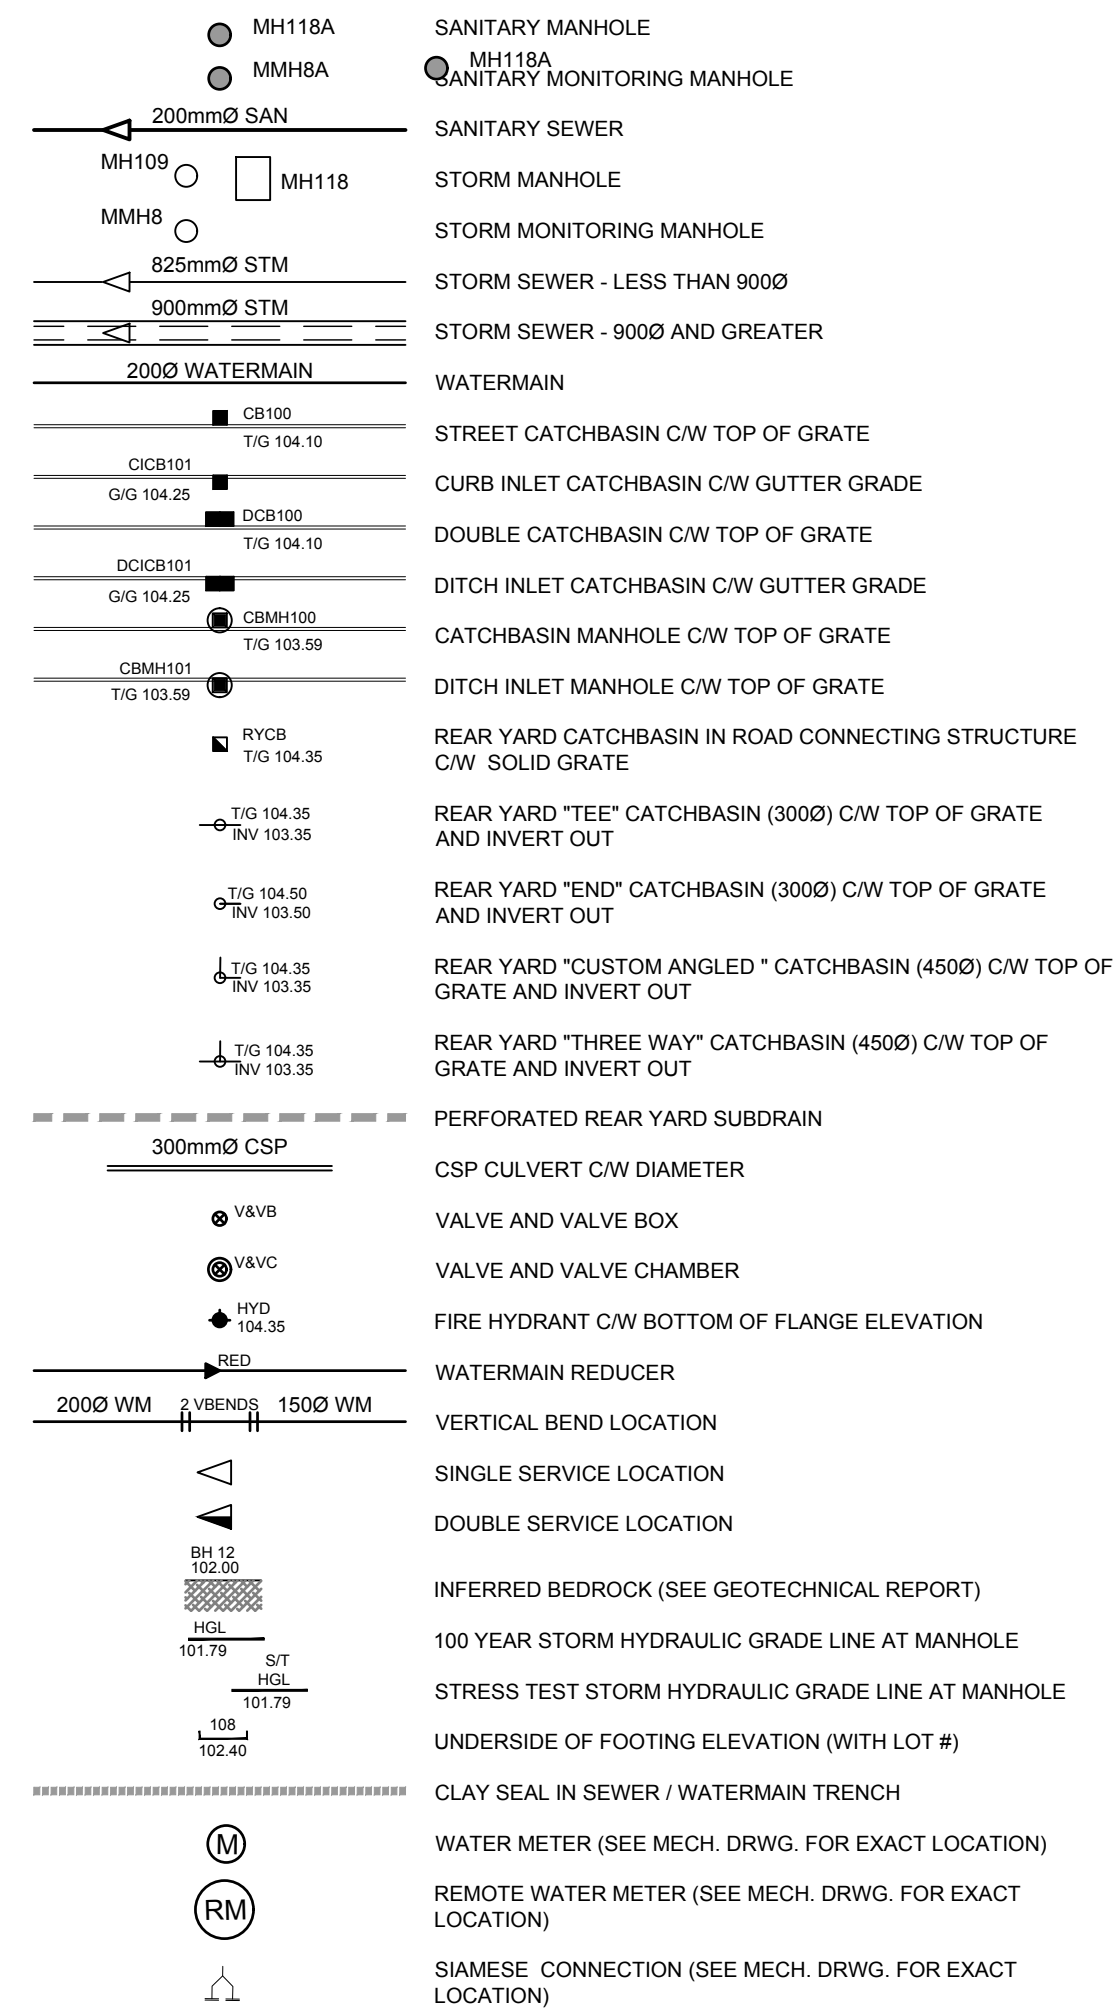 MH118A SANITARY MANHOLE
MH118A
MMH8A SANITARY MONITORING MANHOLE
200mmØ SAN SANITARY SEWER
MH109 MH118 STORM MANHOLE
MMH8 STORM MONITORING MANHOLE
825mmØ STM STORM SEWER - LESS THAN 900Ø
900mmØ STM STORM SEWER - 900Ø AND GREATER
200Ø WATERMAIN WATERMAIN
CB100
T/G 104.10
STREET CATCHBASIN C/W TOP OF GRATE
CICB101
G/G 104.25
CURB INLET CATCHBASIN C/W GUTTER GRADE
DCB100
T/G 104.10
DOUBLE CATCHBASIN C/W TOP OF GRATE
DCICB101
G/G 104.25
DITCH INLET CATCHBASIN C/W GUTTER GRADE
CBMH100
T/G 103.59
CATCHBASIN MANHOLE C/W TOP OF GRATE
CBMH101
T/G 103.59
DITCH INLET MANHOLE C/W TOP OF GRATE
RYCB
T/G 104.35
REAR YARD CATCHBASIN IN ROAD CONNECTING STRUCTURE
C/W SOLID GRATE
T/G 104.35
INV 103.35
REAR YARD "TEE" CATCHBASIN (300Ø) C/W TOP OF GRATE
AND INVERT OUT
T/G 104.50
INV 103.50
REAR YARD "END" CATCHBASIN (300Ø) C/W TOP OF GRATE
AND INVERT OUT
T/G 104.35
INV 103.35
REAR YARD "CUSTOM ANGLED " CATCHBASIN (450Ø) C/W TOP OF
GRATE AND INVERT OUT
T/G 104.35
INV 103.35
REAR YARD "THREE WAY" CATCHBASIN (450Ø) C/W TOP OF
GRATE AND INVERT OUT
PERFORATED REAR YARD SUBDRAIN
300mmØ CSP CSP CULVERT C/W DIAMETER
V&VB VALVE AND VALVE BOX
V&VC VALVE AND VALVE CHAMBER
HYD
104.35
FIRE HYDRANT C/W BOTTOM OF FLANGE ELEVATION
RED WATERMAIN REDUCER
200Ø WM 2 VBENDS 150Ø WM VERTICAL BEND LOCATION
SINGLE SERVICE LOCATION
DOUBLE SERVICE LOCATION
BH 12
102.00
INFERRED BEDROCK (SEE GEOTECHNICAL REPORT)
HGL
101.79
100 YEAR STORM HYDRAULIC GRADE LINE AT MANHOLE
S/T
HGL
101.79
STRESS TEST STORM HYDRAULIC GRADE LINE AT MANHOLE
108
102.40
UNDERSIDE OF FOOTING ELEVATION (WITH LOT #)
CLAY SEAL IN SEWER / WATERMAIN TRENCH
M WATER METER (SEE MECH. DRWG. FOR EXACT LOCATION)
RM REMOTE WATER METER (SEE MECH. DRWG. FOR EXACT
LOCATION)
SIAMESE CONNECTION (SEE MECH. DRWG. FOR EXACT
LOCATION)